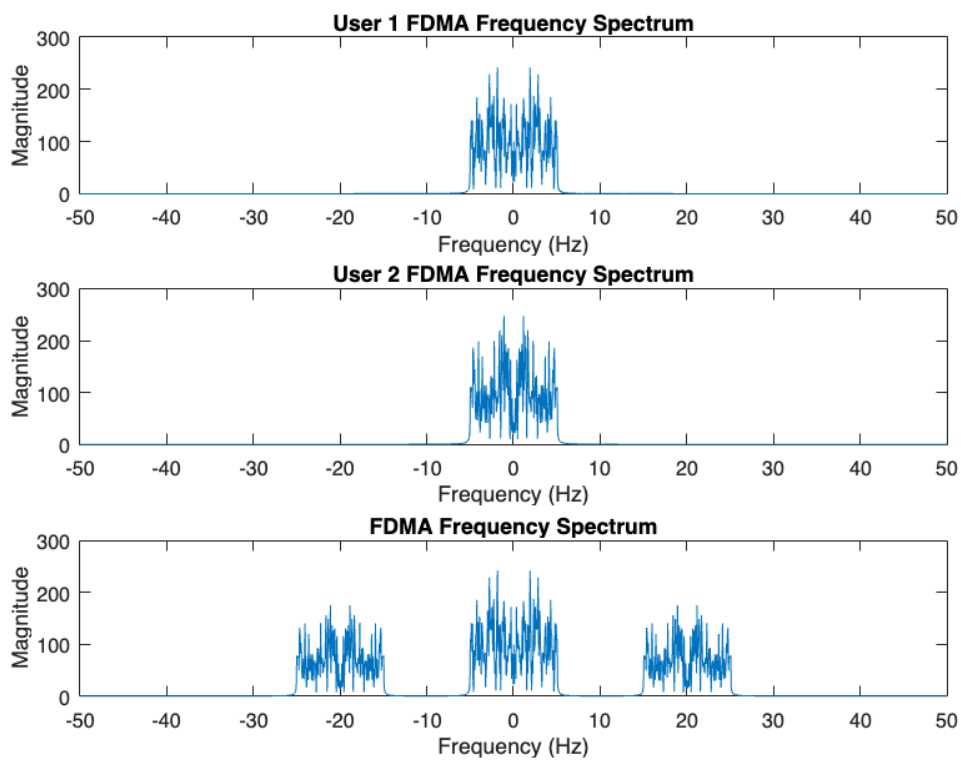 User 1 FDMA Frequency Spectrum
300
200
100
0
Magnitude
-50 -40 -30 -20 -10 0 10 20 30 40 50
Frequency (Hz)
User 2 FDMA Frequency Spectrum
300
200
100
0
Magnitude
-50 -40 -30 -20 -10 0 10 20 30 40 50
Frequency (Hz)
FDMA Frequency Spectrum
300
200
100
0
Magnitude
-50 -40 -30 -20 -10 0 10 20 30 40 50
Frequency (Hz)